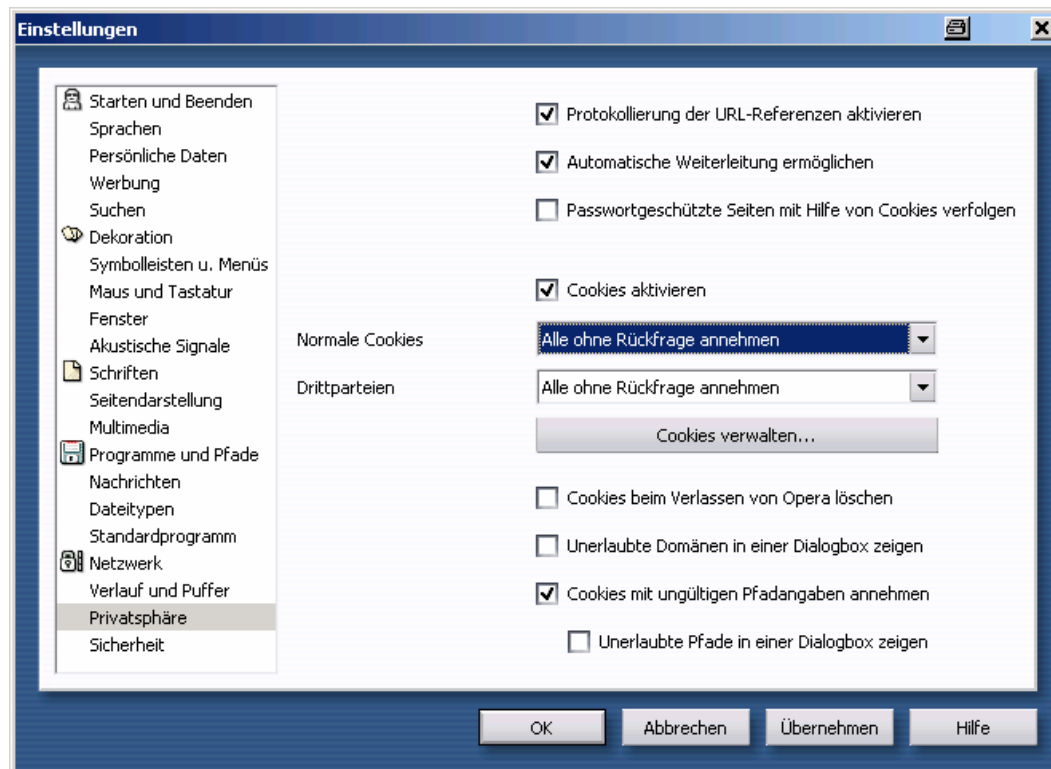 Einstellungen
Starten und Beenden
Sprachen
Persönliche Daten
Werbung
Suchen
Dekoration
Symbolleisten u. Menüs
Maus und Tastatur
Fenster
Akustische Signale
Schriften
Seitendarstellung
Multimedia
Programme und Pfade
Nachrichten
Dateitypen
Standardprogramm
Netzwerk
Verlauf und Puffer
Privatsphäre
Sicherheit
Protokollierung der URL-Referenzen aktivieren
Automatische Weiterleitung ermöglichen
Passwortgeschützte Seiten mit Hilfe von Cookies verfolgen
Cookies aktivieren
Normale Cookies Alle ohne Rückfrage annehmen
Drittparteien Alle ohne Rückfrage annehmen
Cookies verwalten...
Cookies beim Verlassen von Opera löschen
Unerlaubte Domänen in einer Dialogbox zeigen
Cookies mit ungültigen Pfadangaben annehmen
Unerlaubte Pfade in einer Dialogbox zeigen
OK Abbrechen Übernehmen Hilfe